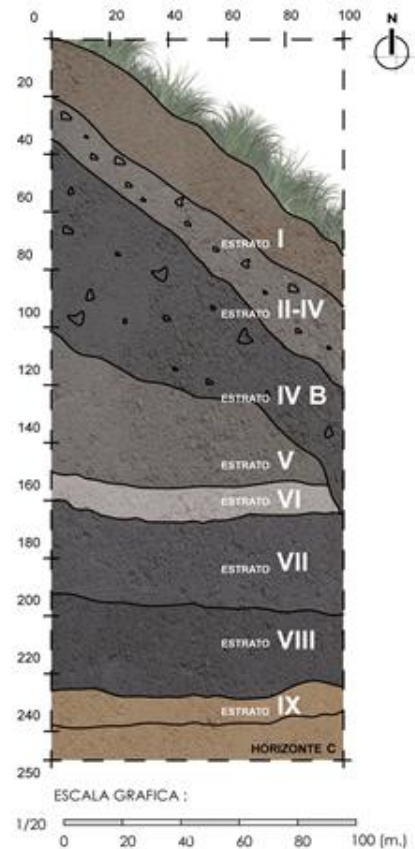 0 20 40 60 80 100
N
20
40
60
80
100
120
140
160
180
200
220
240
250
ESTRATO I
ESTRATO II-IV
ESTRATO IV B
ESTRATO V
ESTRATO VI
ESTRATO VII
ESTRATO VIII
ESTRATO IX
HORIZONTE C
ESCALA GRAFICA :
1/20
0 20 40 60 80 100 (m.)